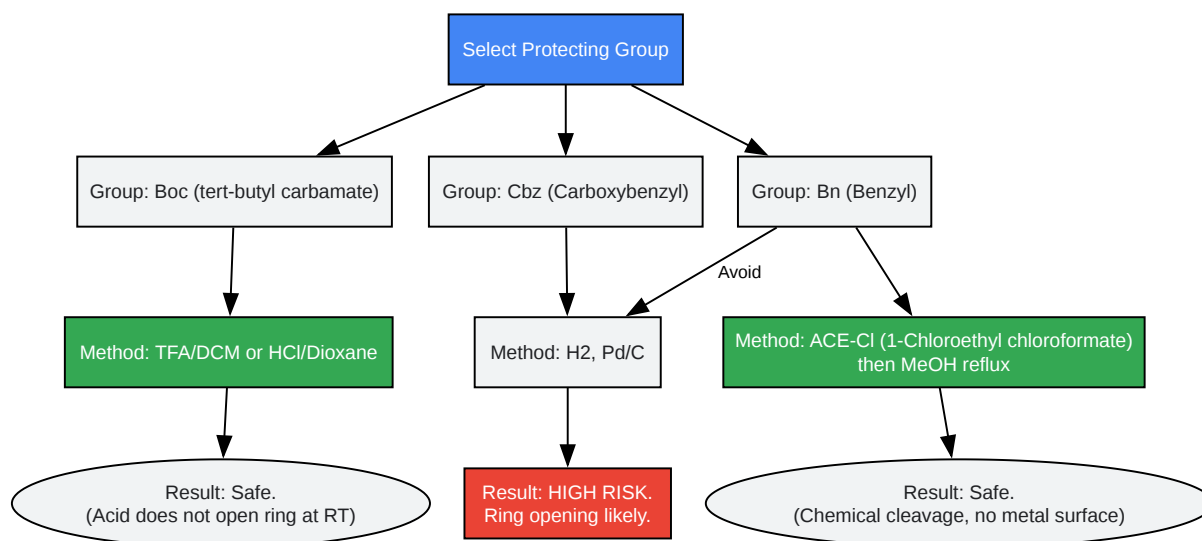 Select Protecting Group
Group: Boc (tert-butyl carbamate)
Group: Cbz (Carboxybenzyl)
Group: Bn (Benzyl)
Avoid
Method: TFA/DCM or HCl/Dioxane
Method: H2, Pd/C
Method: ACE-Cl (1-Chloroethyl chloroformate)
then MeOH reflux
Result: Safe.
(Acid does not open ring at RT)
Result: HIGH RISK.
Ring opening likely.
Result: Safe.
(Chemical cleavage, no metal surface)